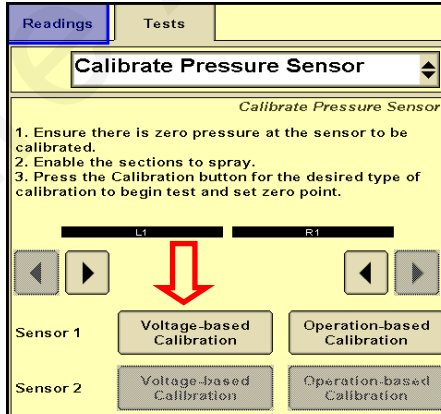 Readings Tests
Calibrate Pressure Sensor
Calibrate Pressure Sensor
1. Ensure there is zero pressure at the sensor to be
calibrated.
2. Enable the sections to spray.
3. Press the Calibration button for the desired type of
calibration to begin test and set zero point.
L1 R1
Sensor 1 Voltage-based Calibration Operation-based Calibration
Sensor 2 Voltage-based Calibration Operation-based Calibration